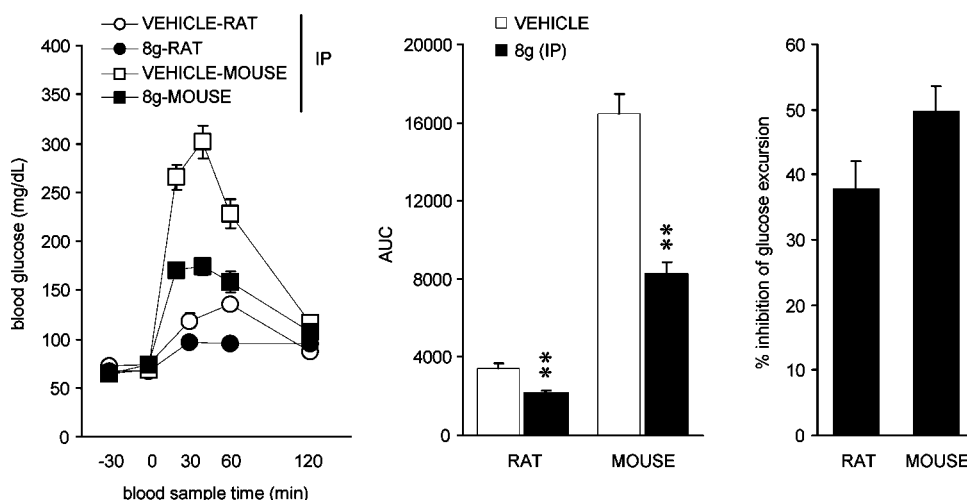 VEHICLE-RAT
8g-RAT
VEHICLE-MOUSE
8g-MOUSE
IP
blood glucose (mg/dL)
400
350
300
250
200
150
100
50
0
-30 0 30 60 120
blood sample time (min)
VEHICLE
8g (IP)
AUC
20000
16000
12000
8000
4000
0
**
**
RAT MOUSE
% inhibition of glucose excursion
60
50
40
30
20
10
0
RAT MOUSE